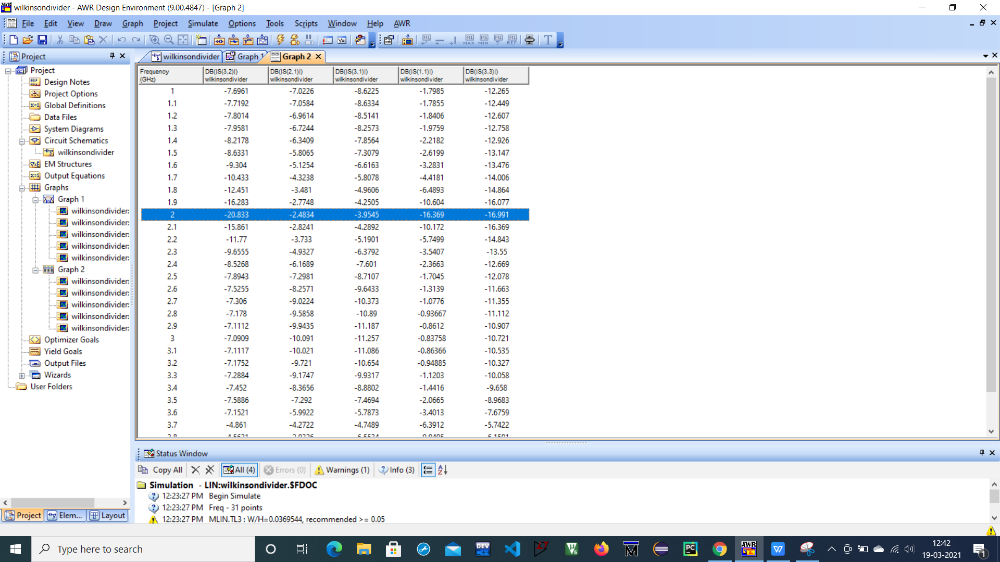 wilkinsondivider - AWR Design Environment (9.00.4847) - [Graph 2]
File Edit View Draw Graph Project Simulate Options Tools Scripts Window Help AWR
Project
wilkinsondivider Graph 1 Graph 2
Project
Design Notes
Project Options
Global Definitions
Data Files
System Diagrams
Circuit Schematics
wilkinsondivider
EM Structures
Output Equations
Graphs
Graph 1
wilkinsondivider:
wilkinsondivider:
wilkinsondivider:
wilkinsondivider:
wilkinsondivider:
Graph 2
wilkinsondivider:
wilkinsondivider:
wilkinsondivider:
wilkinsondivider:
wilkinsondivider:
Optimizer Goals
Yield Goals
Output Files
Wizards
User Folders
Project Elem... Layout
Frequency DB(|S(3,2)|) DB(|S(2,1)|) DB(|S(3,1)|) DB(|S(1,1)|) DB(|S(3,3)|)
(GHz) wilkinsondivider wilkinsondivider wilkinsondivider wilkinsondivider wilkinsondivider
1 -7.6961 -7.0226 -8.6225 -1.7985 -12.265
1.1 -7.7192 -7.0584 -8.6334 -1.7855 -12.449
1.2 -7.8014 -6.9614 -8.5141 -1.8406 -12.607
1.3 -7.9581 -6.7244 -8.2573 -1.9759 -12.758
1.4 -8.2178 -6.3409 -7.8564 -2.2182 -12.926
1.5 -8.6331 -5.8065 -7.3079 -2.6199 -13.147
1.6 -9.304 -5.1254 -6.6163 -3.2831 -13.476
1.7 -10.433 -4.3238 -5.8078 -4.4181 -14.006
1.8 -12.451 -3.481 -4.9606 -6.4893 -14.864
1.9 -16.283 -2.7748 -4.2505 -10.604 -16.077
2 -20.833 -2.4834 -3.9545 -16.369 -16.991
2.1 -15.861 -2.8241 -4.2892 -10.172 -16.369
2.2 -11.77 -3.733 -5.1901 -5.7499 -14.843
2.3 -9.6555 -4.9327 -6.3792 -3.5407 -13.55
2.4 -8.5268 -6.1689 -7.601 -2.3663 -12.669
2.5 -7.8943 -7.2981 -8.7107 -1.7045 -12.078
2.6 -7.5255 -8.2571 -9.6433 -1.3139 -11.663
2.7 -7.306 -9.0224 -10.373 -1.0776 -11.355
2.8 -7.178 -9.5858 -10.89 -0.93667 -11.112
2.9 -7.1112 -9.9435 -11.187 -0.8612 -10.907
3 -7.0909 -10.091 -11.257 -0.83758 -10.721
3.1 -7.1117 -10.021 -11.086 -0.86366 -10.535
3.2 -7.1752 -9.721 -10.654 -0.94885 -10.327
3.3 -7.2884 -9.1747 -9.9317 -1.1203 -10.058
3.4 -7.452 -8.3656 -8.8802 -1.4416 -9.658
3.5 -7.5886 -7.292 -7.4694 -2.0665 -8.9683
3.6 -7.1521 -5.9922 -5.7873 -3.4013 -7.6759
3.7 -4.861 -4.2722 -4.7489 -6.3912 -5.7422
Status Window
Copy All All (4) Errors (0) Warnings (1) Info (3)
Simulation - LIN:wilkinsondivider.$FDOC
12:23:27 PM Begin Simulate
12:23:27 PM Freq - 31 points
12:23:27 PM MLIN.TL3 : W/H=0.0369544, recommended >= 0.05
Type here to search
12:42
19-03-2021
1